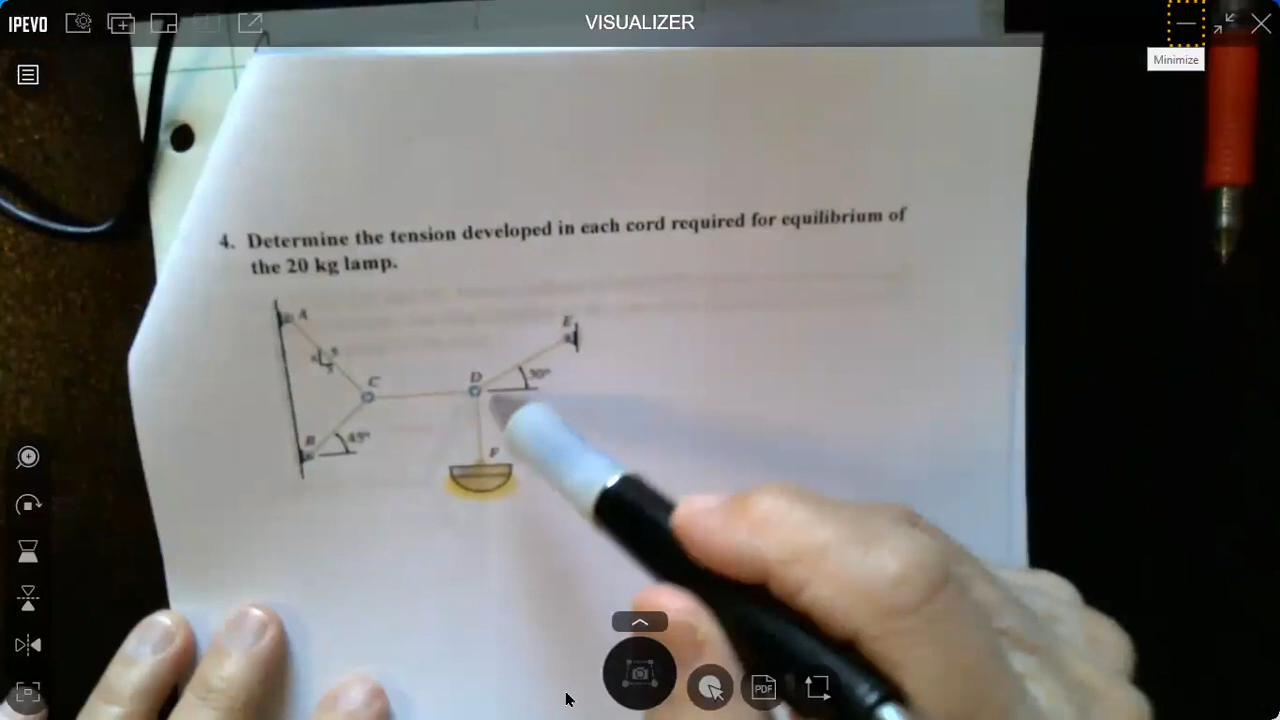 IPEVO
VISUALIZER
Minimize
4. Determine the tension developed in each cord required for equilibrium of
the 20 kg lamp.
A
E
5
C
D
30°
B
45°
F
PDF